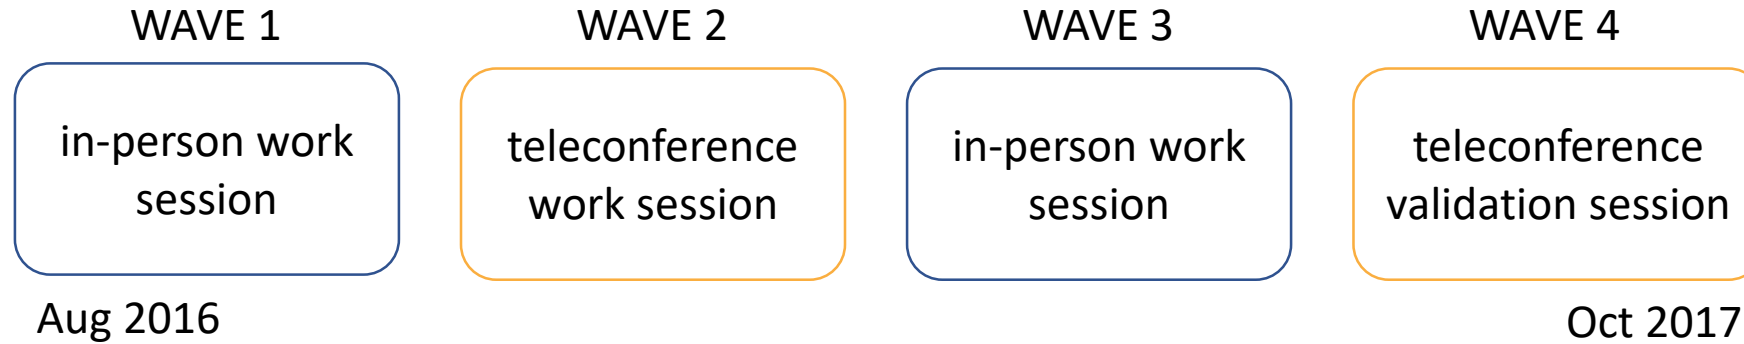 WAVE 1
WAVE 2
WAVE 3
WAVE 4
in-person work
session
teleconference
work session
in-person work
session
teleconference
validation session
Aug 2016
Oct 2017